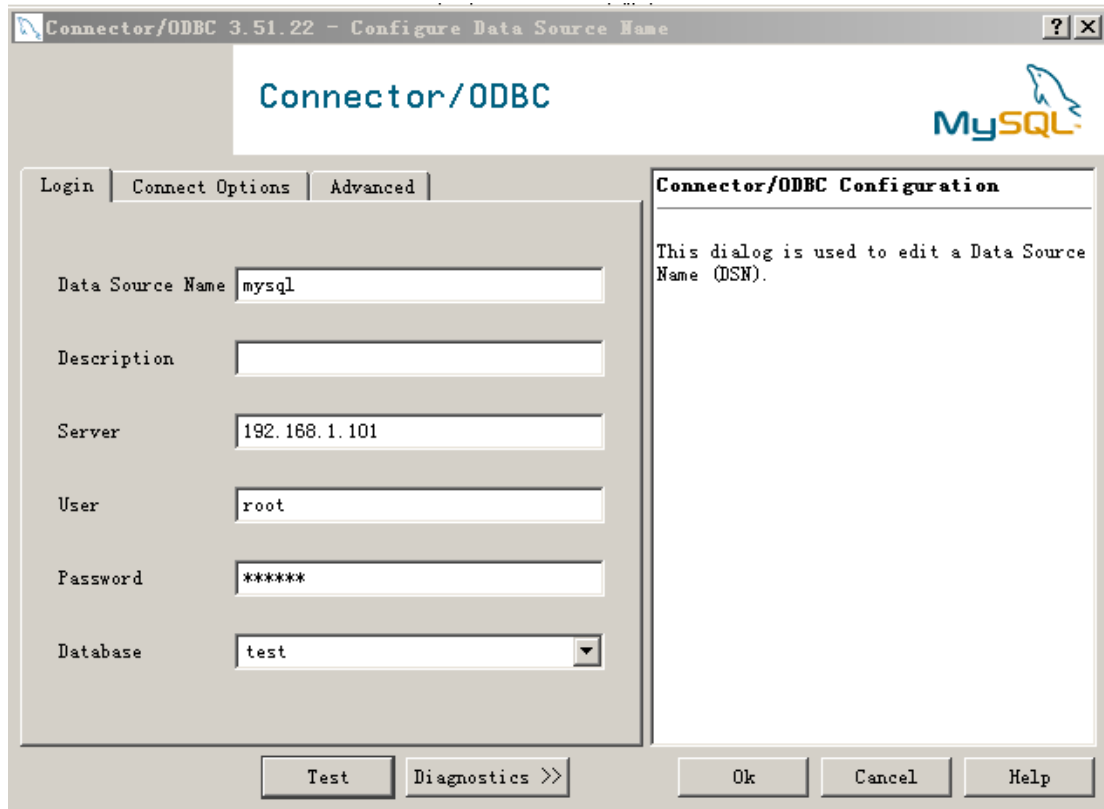 Connector/ODBC 3.51.22 - Configure Data Source Name
? X
Connector/ODBC
MySQL
Login Connect Options Advanced
Connector/ODBC Configuration
This dialog is used to edit a Data Source
Name (DSN).
Data Source Name mysql
Description
Server 192.168.1.101
User root
Password ******
Database test
Test Diagnostics >> Ok Cancel Help